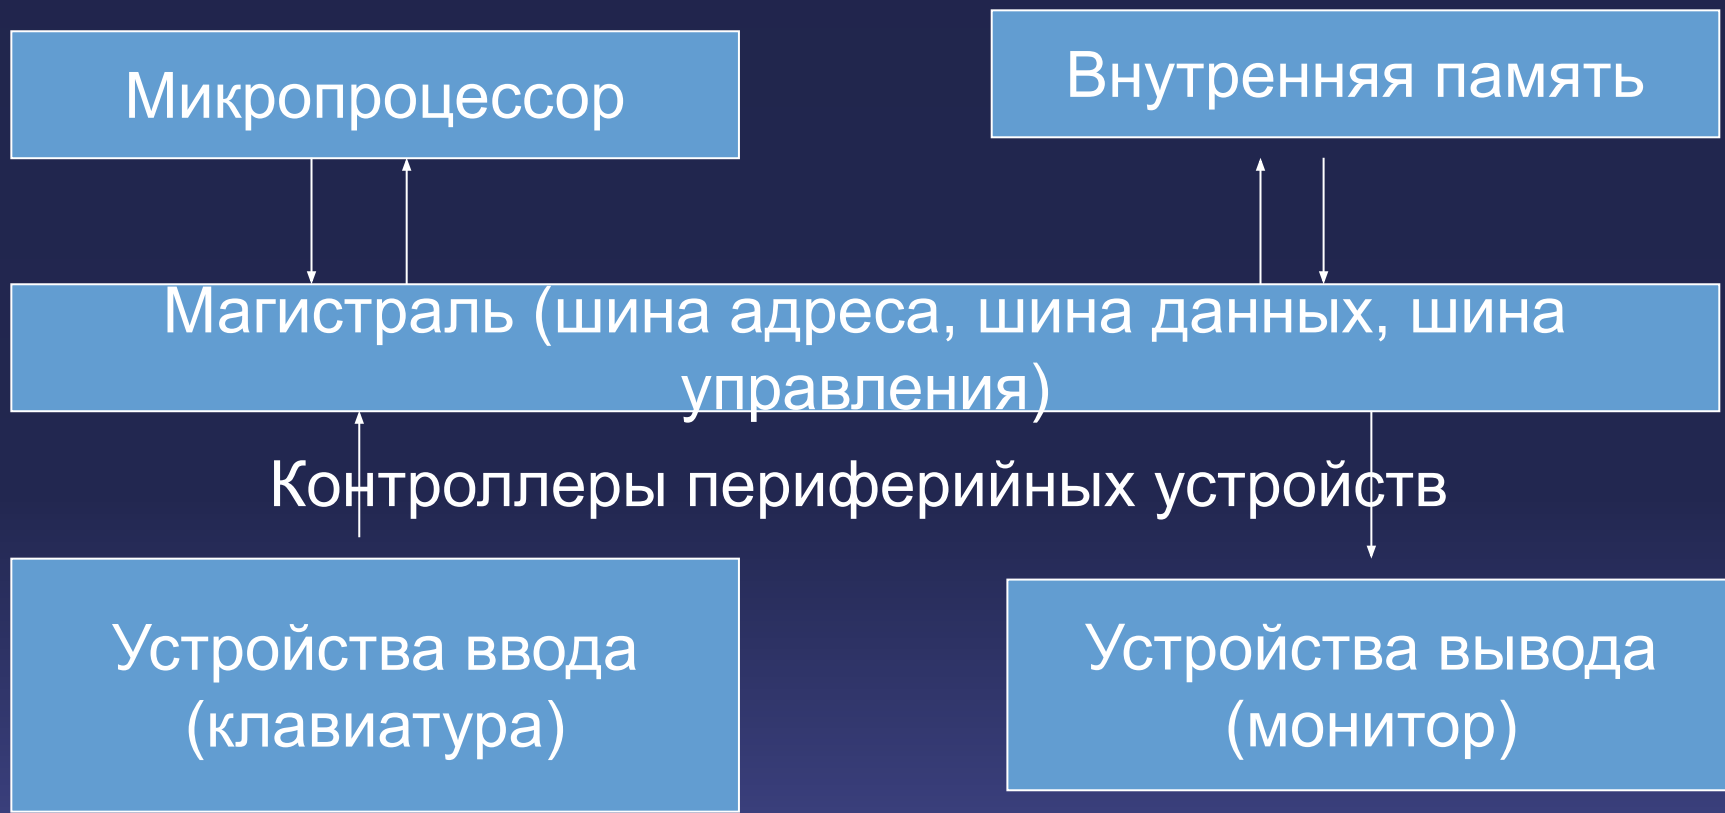 Микропроцессор
Внутренняя память
Магистраль (шина адреса, шина данных, шина
управления)
Контроллеры периферийных устройств
Устройства ввода
(клавиатура)
Устройства вывода
(монитор)